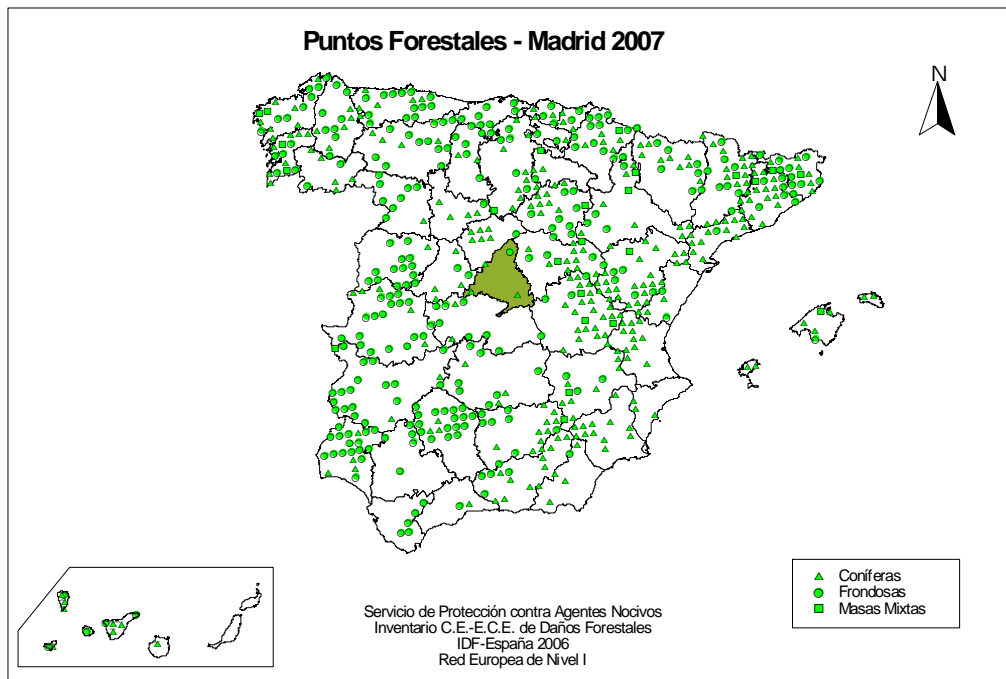 Puntos Forestales - Madrid 2007
N
Coníferas
Frondosas
Masas Mixtas
Servicio de Protección contra Agentes Nocivos
Inventario C.E.-E.C.E. de Daños Forestales
IDF-España 2006
Red Europea de Nivel I